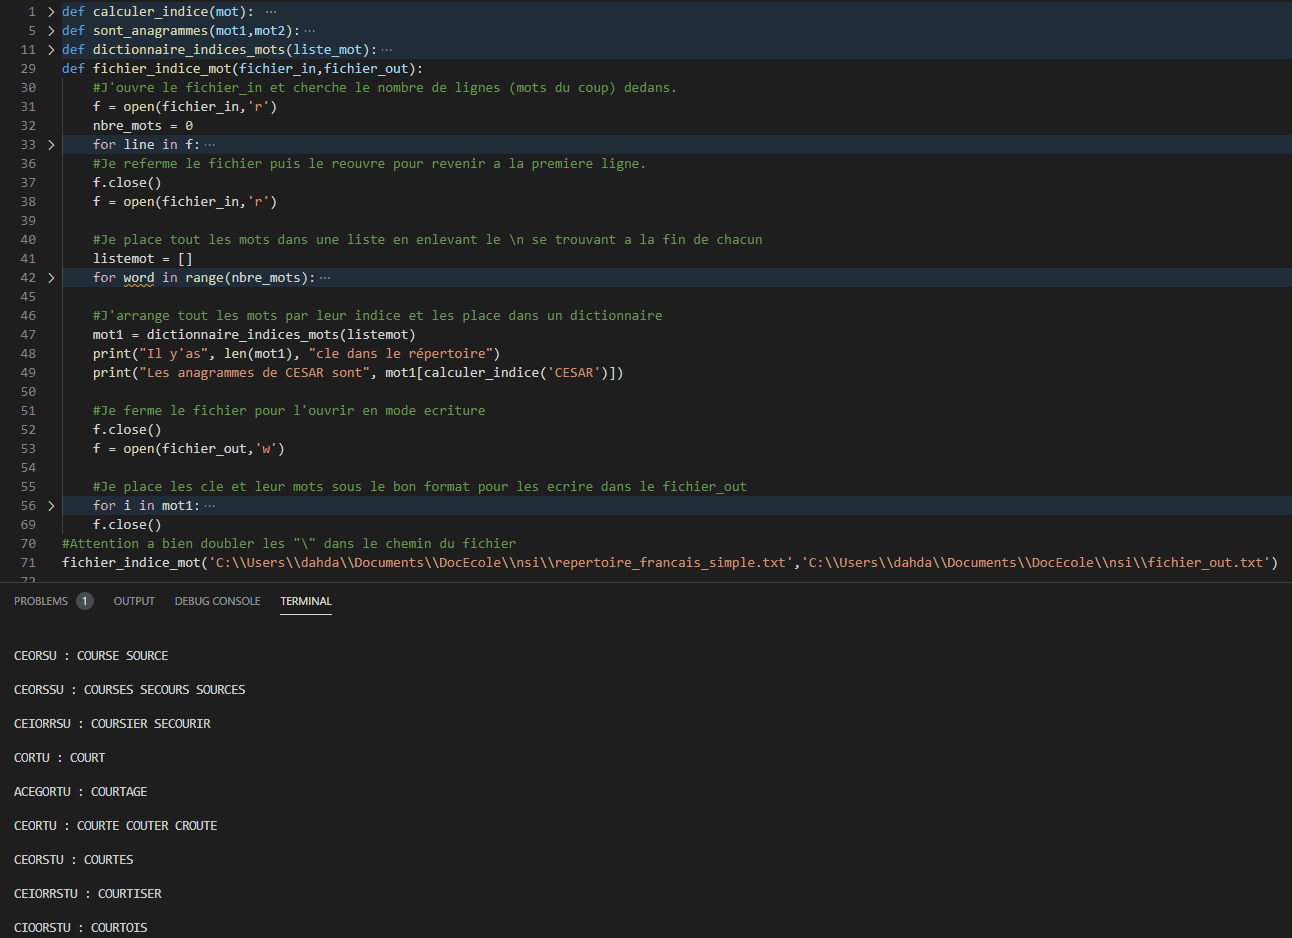 1 > def calculer_indice(mot): ...
5 > def sont_anagrammes(mot1,mot2): ...
11 > def dictionnaire_indices_mots(liste_mot): ...
29 def fichier_indice_mot(fichier_in,fichier_out):
30 #J'ouvre le fichier_in et cherche le nombre de lignes (mots du coup) dedans.
31 f = open(fichier_in,'r')
32 nbre_mots = 0
33 > for line in f: ...
36 #Je referme le fichier puis le reouvre pour revenir a la premiere ligne.
37 f.close()
38 f = open(fichier_in,'r')
39
40 #Je place tout les mots dans une liste en enlevant le \n se trouvant a la fin de chacun
41 listemot = []
42 > for word in range(nbre_mots): ...
45
46 #J'arrange tout les mots par leur indice et les place dans un dictionnaire
47 mot1 = dictionnaire_indices_mots(listemot)
48 print("Il y'as", len(mot1), "cle dans le répertoire")
49 print("Les anagrammes de CESAR sont", mot1[calculer_indice('CESAR')])
50
51 #Je ferme le fichier pour l'ouvrir en mode ecriture
52 f.close()
53 f = open(fichier_out,'w')
54
55 #Je place les cle et leur mots sous le bon format pour les ecrire dans le fichier_out
56 > for i in mot1: ...
69 f.close()
70 #Attention a bien doubler les "\" dans le chemin du fichier
71 fichier_indice_mot('C:\\Users\\dahda\\Documents\\DocEcole\\nsi\\repertoire_francais_simple.txt','C:\\Users\\dahda\\Documents\\DocEcole\\nsi\\fichier_out.txt')
72
PROBLEMS 1 OUTPUT DEBUG CONSOLE TERMINAL
CEORSU : COURSE SOURCE
CEORSSU : COURSES SECOURS SOURCES
CEIORRSU : COURSIER SECOURIR
CORTU : COURT
ACEGORTU : COURTAGE
CEORTU : COURTE COUTER CROUTE
CEORSTU : COURTES
CEIORRSTU : COURTISER
CIOORSTU : COURTOIS